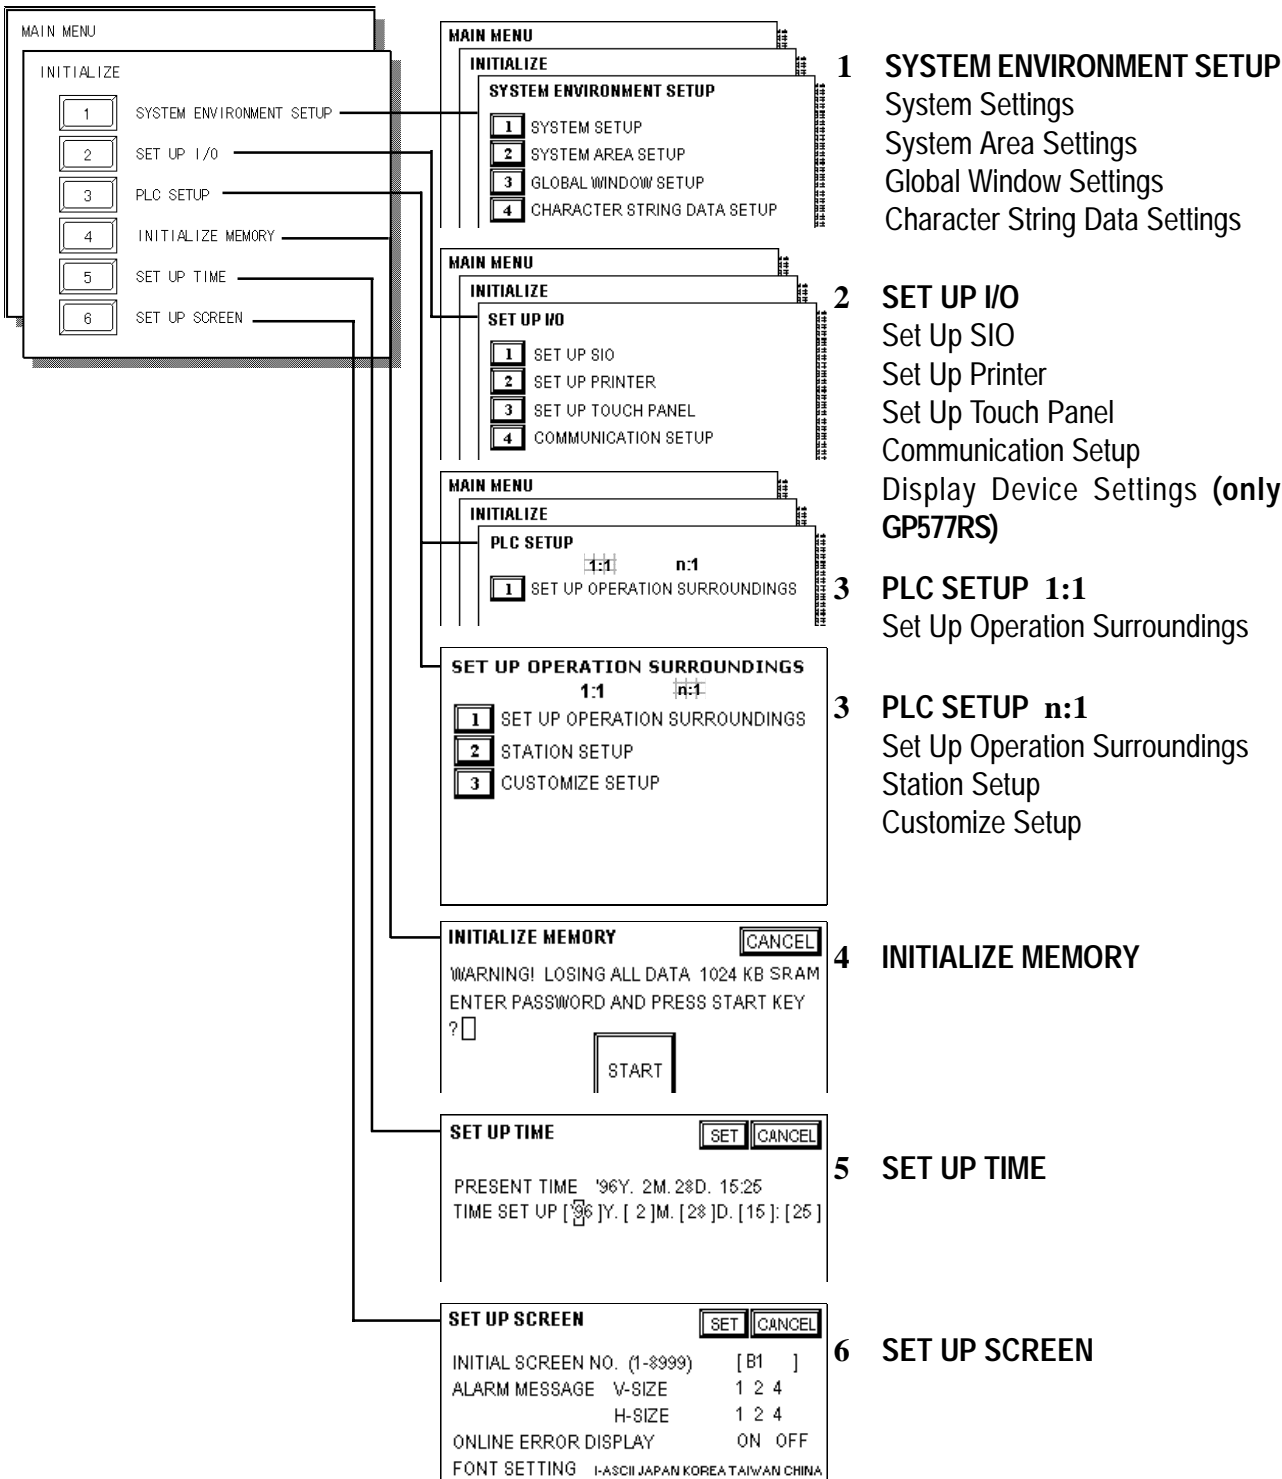 MAIN MENU
INITIALIZE
1 SYSTEM ENVIRONMENT SETUP
2 SET UP I/O
3 PLC SETUP
4 INITIALIZE MEMORY
5 SET UP TIME
6 SET UP SCREEN
MAIN MENU
INITIALIZE
SYSTEM ENVIRONMENT SETUP
1 SYSTEM SETUP
2 SYSTEM AREA SETUP
3 GLOBAL WINDOW SETUP
4 CHARACTER STRING DATA SETUP
1 SYSTEM ENVIRONMENT SETUP
System Settings
System Area Settings
Global Window Settings
Character String Data Settings
MAIN MENU
INITIALIZE
SET UP I/O
1 SET UP SIO
2 SET UP PRINTER
3 SET UP TOUCH PANEL
4 COMMUNICATION SETUP
2 SET UP I/O
Set Up SIO
Set Up Printer
Set Up Touch Panel
Communication Setup
Display Device Settings (only
GP577RS)
MAIN MENU
INITIALIZE
PLC SETUP
1:1 n:1
1 SET UP OPERATION SURROUNDINGS
3 PLC SETUP 1:1
Set Up Operation Surroundings
SET UP OPERATION SURROUNDINGS
1:1 n:1
1 SET UP OPERATION SURROUNDINGS
2 STATION SETUP
3 CUSTOMIZE SETUP
3 PLC SETUP n:1
Set Up Operation Surroundings
Station Setup
Customize Setup
INITIALIZE MEMORY CANCEL
WARNING! LOSING ALL DATA 1024 KB SRAM
ENTER PASSWORD AND PRESS START KEY
?
START
4 INITIALIZE MEMORY
SET UP TIME SET CANCEL
PRESENT TIME '96Y. 2M. 28D. 15:25
TIME SET UP ['96 ]Y. [ 2 ]M. [28 ]D. [15 ]: [25 ]
5 SET UP TIME
SET UP SCREEN SET CANCEL
INITIAL SCREEN NO. (1-8999) [ B1 ]
ALARM MESSAGE V-SIZE 1 2 4
H-SIZE 1 2 4
ONLINE ERROR DISPLAY ON OFF
FONT SETTING I-ASCII JAPAN KOREA TAIWAN CHINA
6 SET UP SCREEN